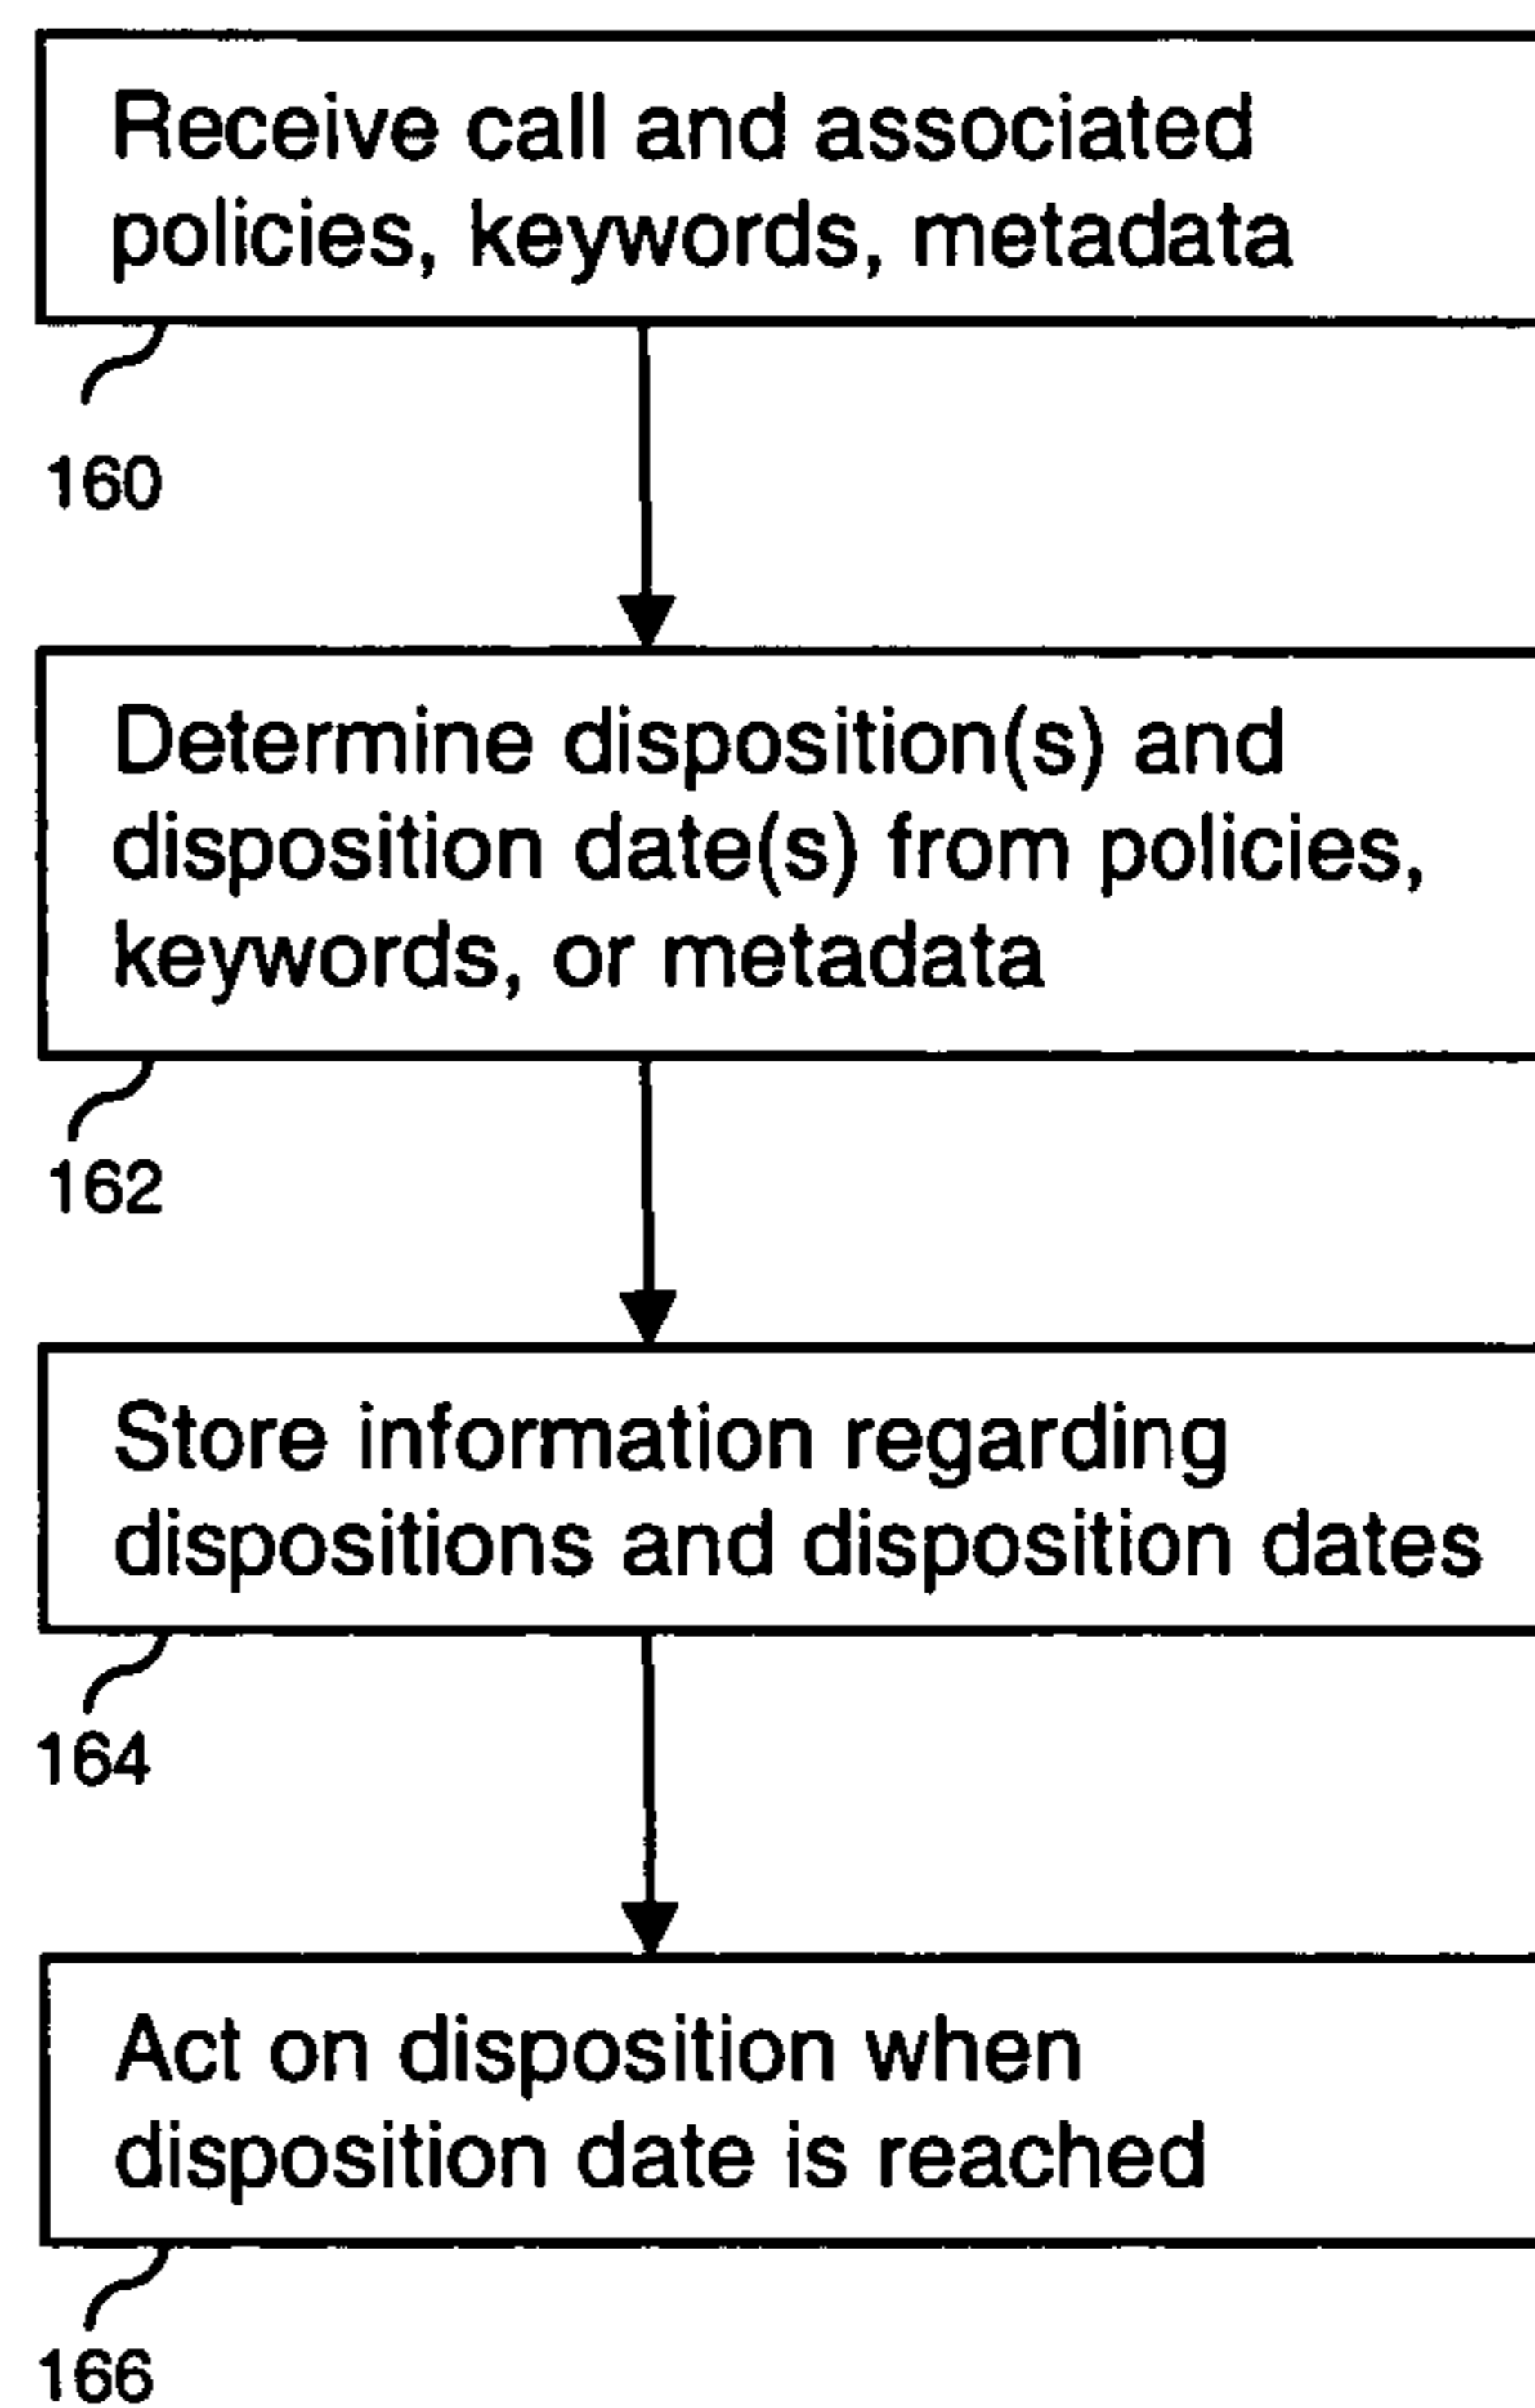 Receive call and associated
policies, keywords, metadata
160
Determine disposition(s) and
disposition date(s) from policies,
keywords, or metadata
162
Store information regarding
dispositions and disposition dates
164
Act on disposition when
disposition date is reached
166